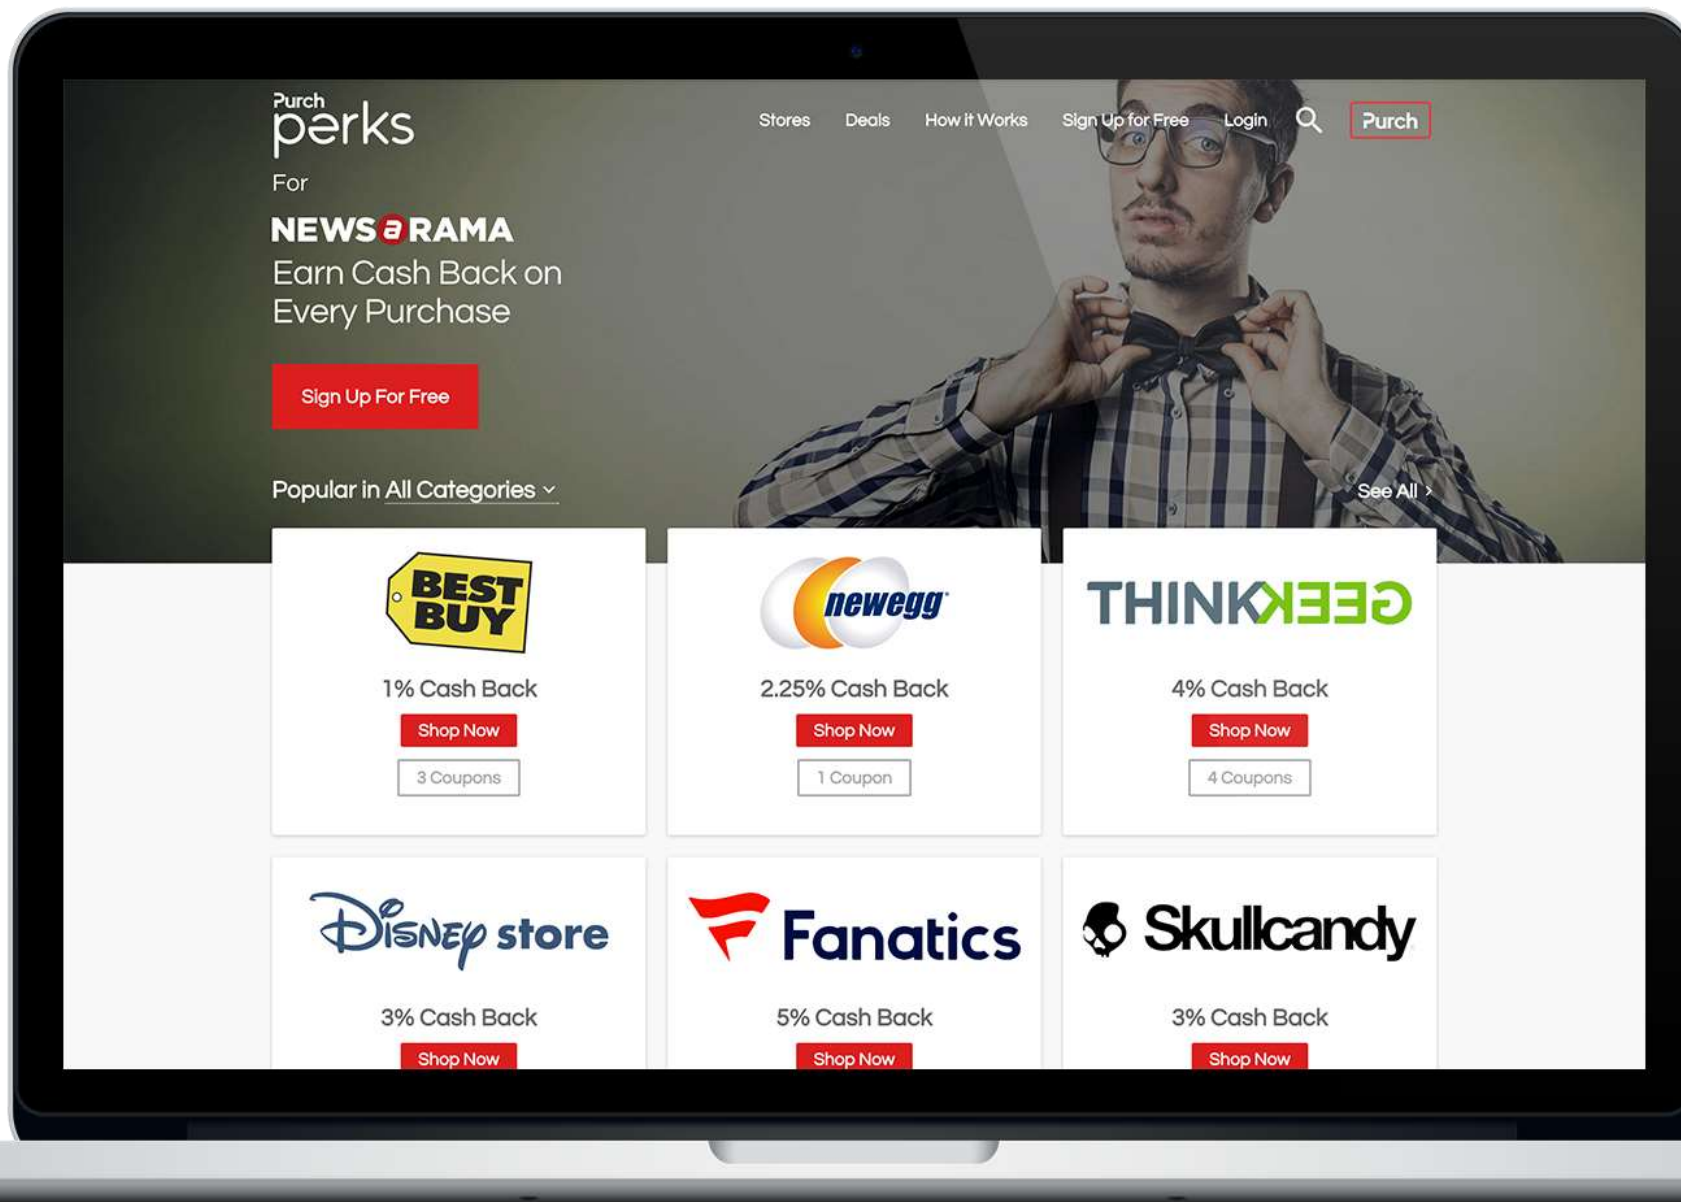 Purch
perks
Stores Deals How it Works Sign Up for Free Login Purch
For
NEWSaRAMA
Earn Cash Back on
Every Purchase
Sign Up For Free
Popular in All Categories
See All
BEST
BUY
newegg
THINKGEEK
1% Cash Back
2.25% Cash Back
4% Cash Back
Shop Now
Shop Now
Shop Now
3 Coupons
1 Coupon
4 Coupons
Disney store
Fanatics
Skullcandy
3% Cash Back
5% Cash Back
3% Cash Back
Shop Now
Shop Now
Shop Now